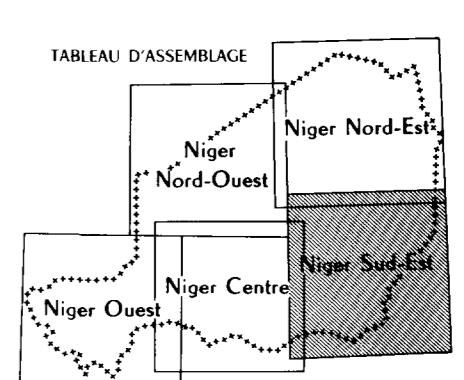 TABLEAU D'ASSEMBLAGE
Niger Nord-Est
Niger
Nord-Ouest
Niger Sud-Est
Niger Centre
Niger Ouest